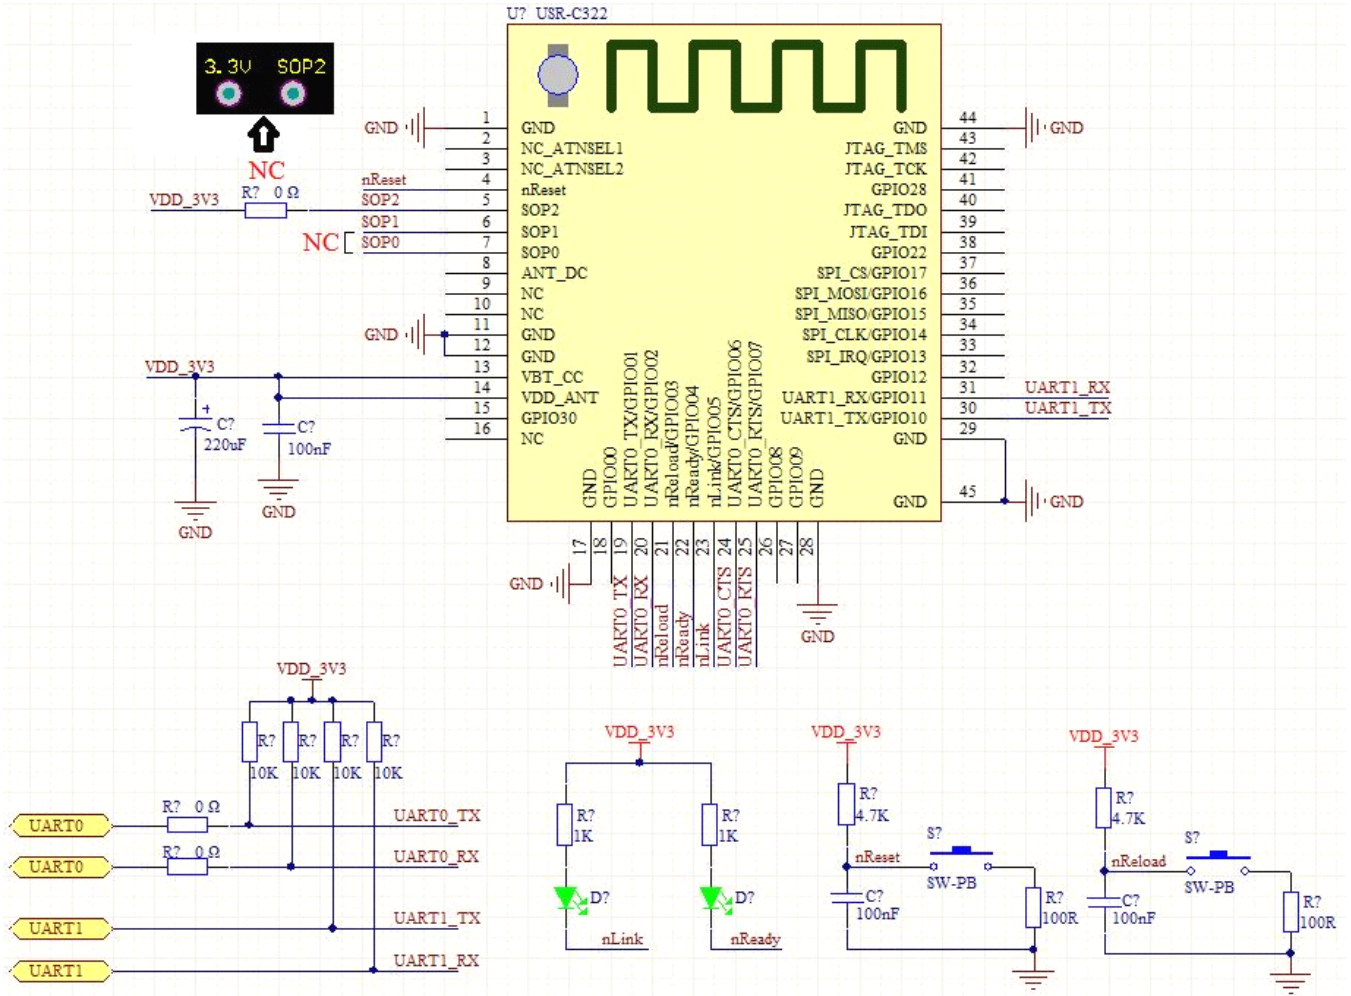 U? USR-C322
3.3V SOP2
NC
GND
VDD_3V3
R? 0 Ω
nReset
SOP2
SOP1
SOP0
NC
GND
VDD_3V3
C?
220uF
C?
100nF
GND
GND
1 GND
2 NC_ATNSEL1
3 NC_ATNSEL2
4 nReset
5 SOP2
6 SOP1
7 SOP0
8 ANT_DC
9 NC
10 NC
11 GND
12 GND
13 VBT_CC
14 VDD_ANT
15 GPIO30
16 NC
GND 44 GND
JTAG_TMS 43
JTAG_TCK 42
GPIO28 41
JTAG_TDO 40
JTAG_TDI 39
GPIO22 38
SPI_CS/GPIO17 37
SPI_MOSI/GPIO16 36
SPI_MISO/GPIO15 35
SPI_CLK/GPIO14 34
SPI_IRQ/GPIO13 33
GPIO12 32
UART1_RX/GPIO11 31 UART1_RX
UART1_TX/GPIO10 30 UART1_TX
GND 29
GND 45 GND
GND 17
GPIO00 18
UART0_TX/GPIO01 19 UART0_TX
UART0_RX/GPIO02 20 UART0_RX
nReload/GPIO03 21 nReload
nReady/GPIO04 22 nReady
nLink/GPIO05 23 nLink
UART0_CTS/GPIO06 24 UART0_CTS
UART0_RTS/GPIO07 25 UART0_RTS
GPIO08 26
GPIO09 27
GND 28
GND
GND
VDD_3V3
R? R? R? R?
10K 10K 10K 10K
UART0 R? 0 Ω UART0_TX
UART0 R? 0 Ω UART0_RX
UART1 UART1_TX
UART1 UART1_RX
VDD_3V3
R?
1K
R?
1K
D?
D?
nLink
nReady
VDD_3V3
R?
4.7K
nReset
S?
SW-PB
C?
100nF
R?
100R
VDD_3V3
R?
4.7K
nReload
S?
SW-PB
C?
100nF
R?
100R